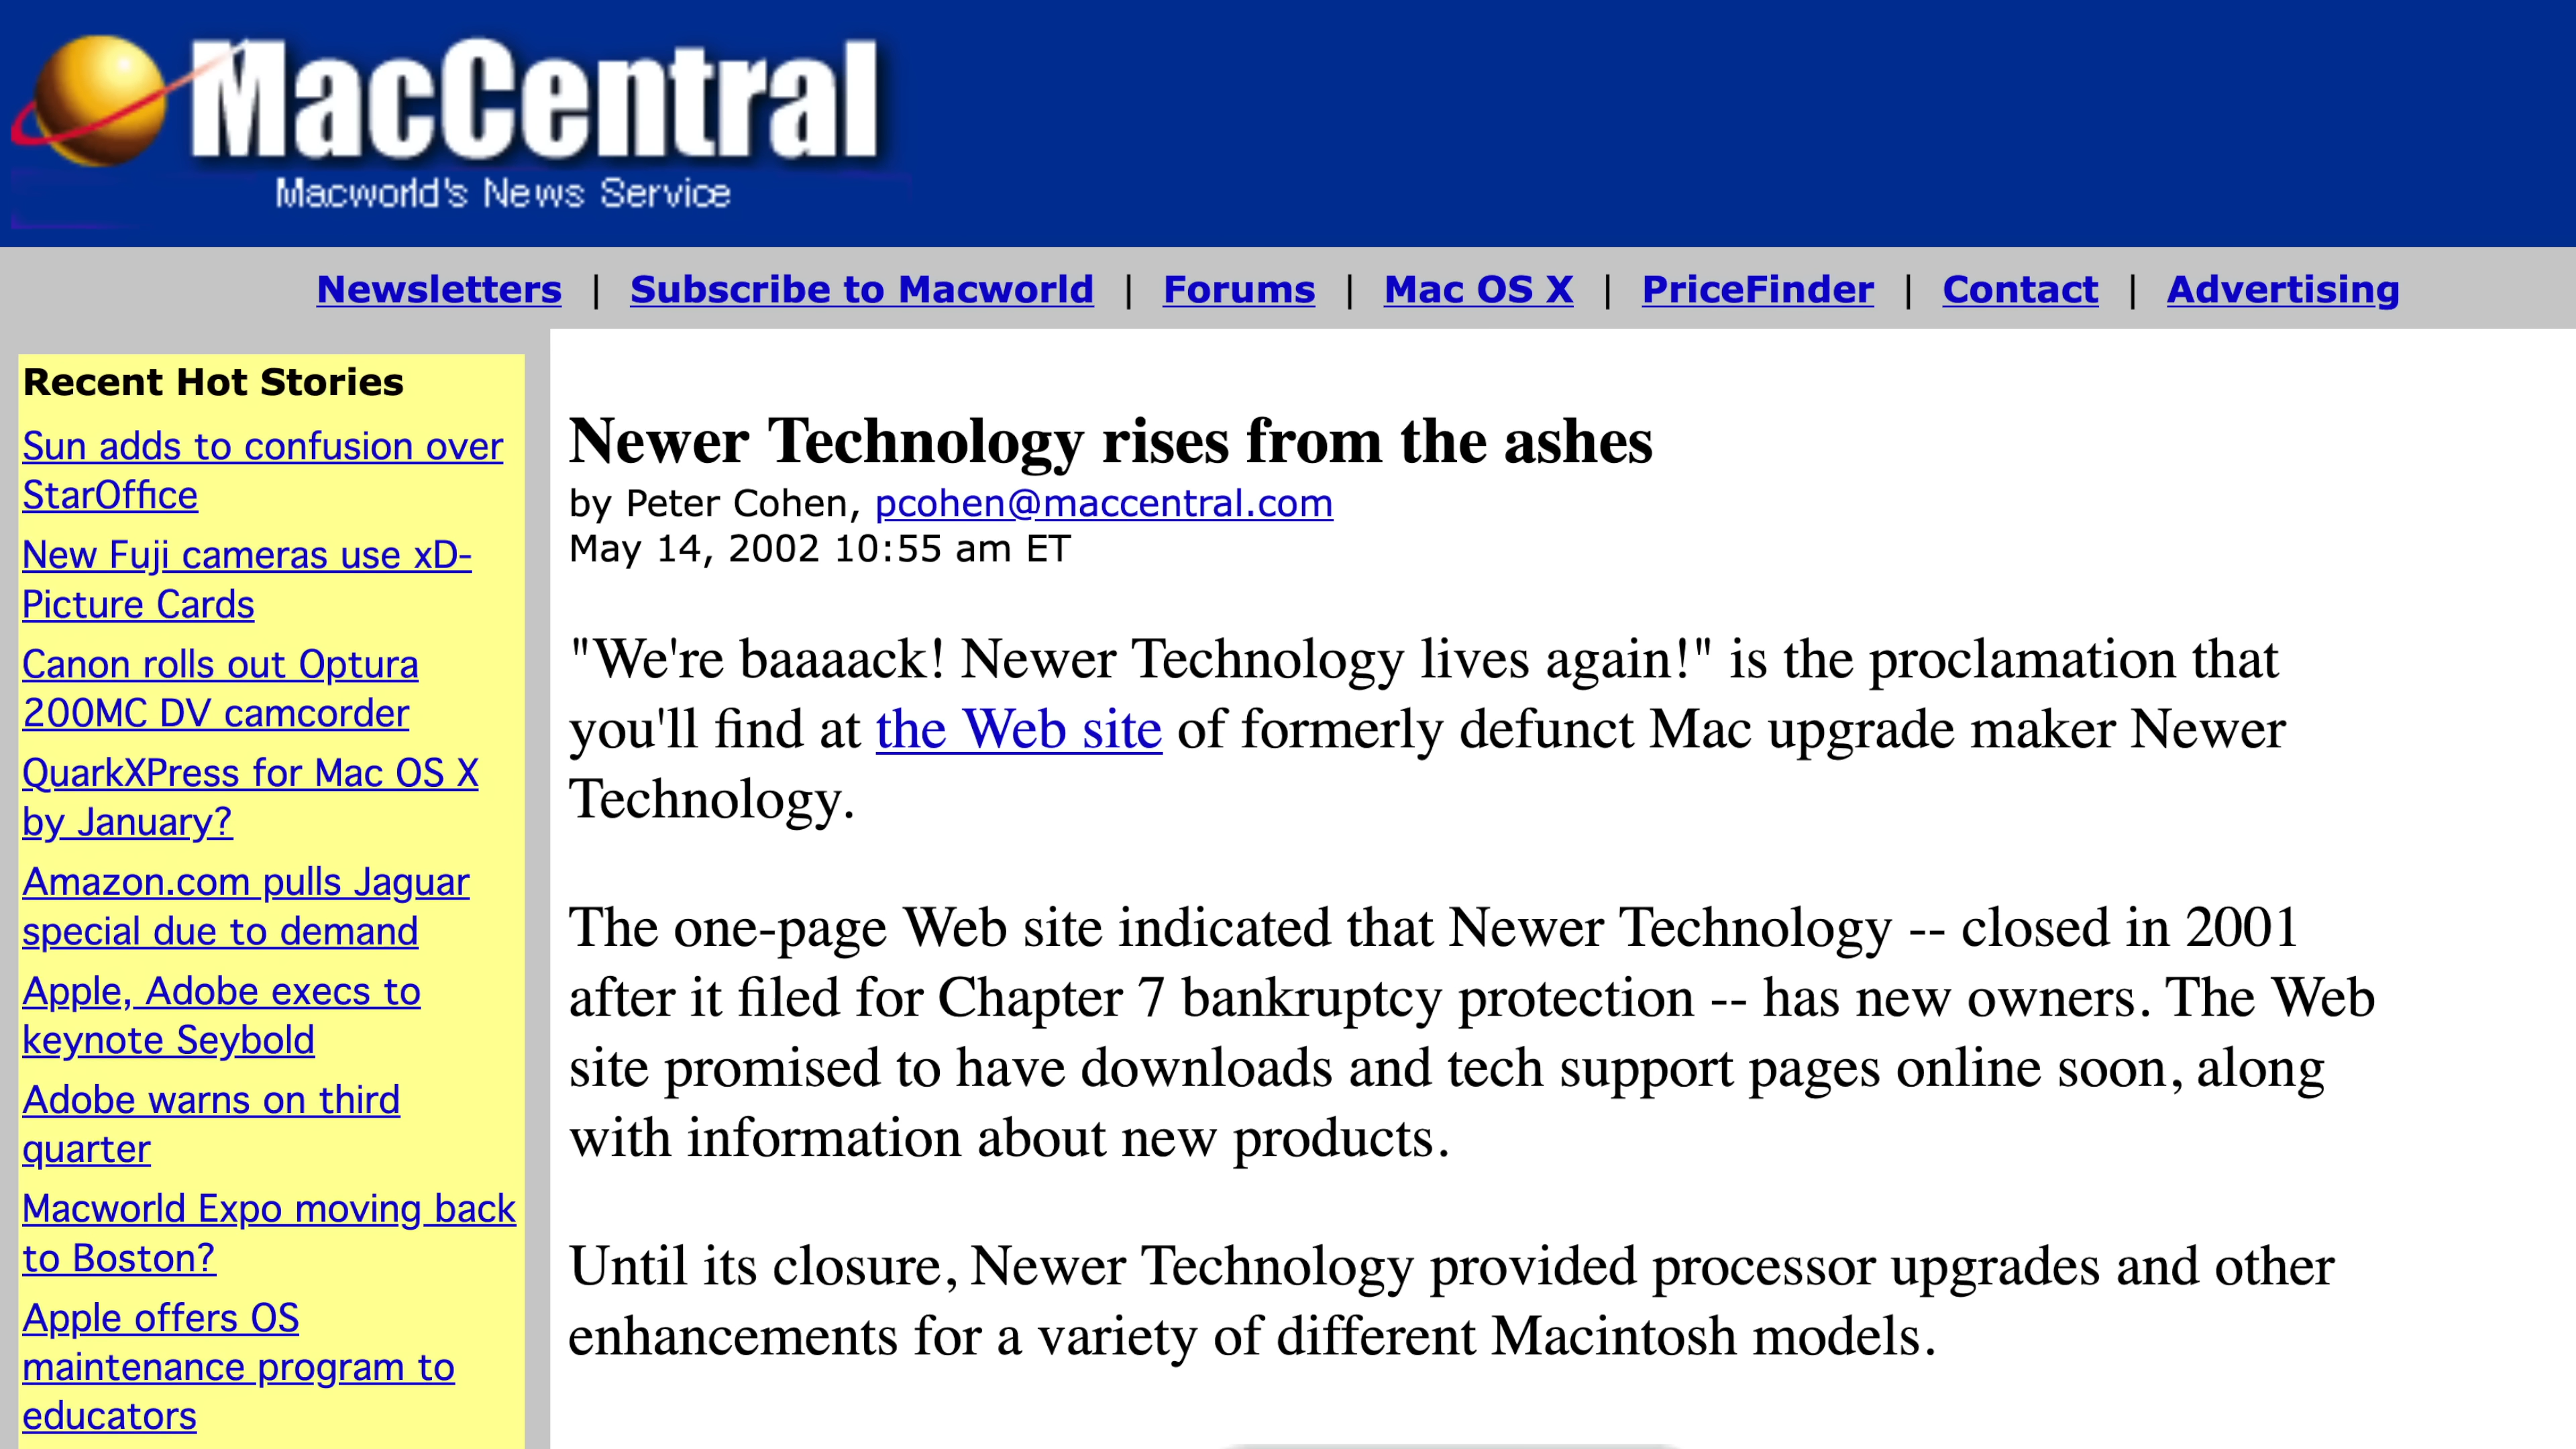 MacCentral
Macworld's News Service
Newsletters | Subscribe to Macworld | Forums | Mac OS X | PriceFinder | Contact | Advertising
Recent Hot Stories
Sun adds to confusion over
StarOffice
New Fuji cameras use xD-
Picture Cards
Canon rolls out Optura
200MC DV camcorder
QuarkXPress for Mac OS X
by January?
Amazon.com pulls Jaguar
special due to demand
Apple, Adobe execs to
keynote Seybold
Adobe warns on third
quarter
Macworld Expo moving back
to Boston?
Apple offers OS
maintenance program to
educators
Newer Technology rises from the ashes
by Peter Cohen, pcohen@maccentral.com
May 14, 2002 10:55 am ET
"We're baaaack! Newer Technology lives again!" is the proclamation that
you'll find at the Web site of formerly defunct Mac upgrade maker Newer
Technology.
The one-page Web site indicated that Newer Technology -- closed in 2001
after it filed for Chapter 7 bankruptcy protection -- has new owners. The Web
site promised to have downloads and tech support pages online soon, along
with information about new products.
Until its closure, Newer Technology provided processor upgrades and other
enhancements for a variety of different Macintosh models.